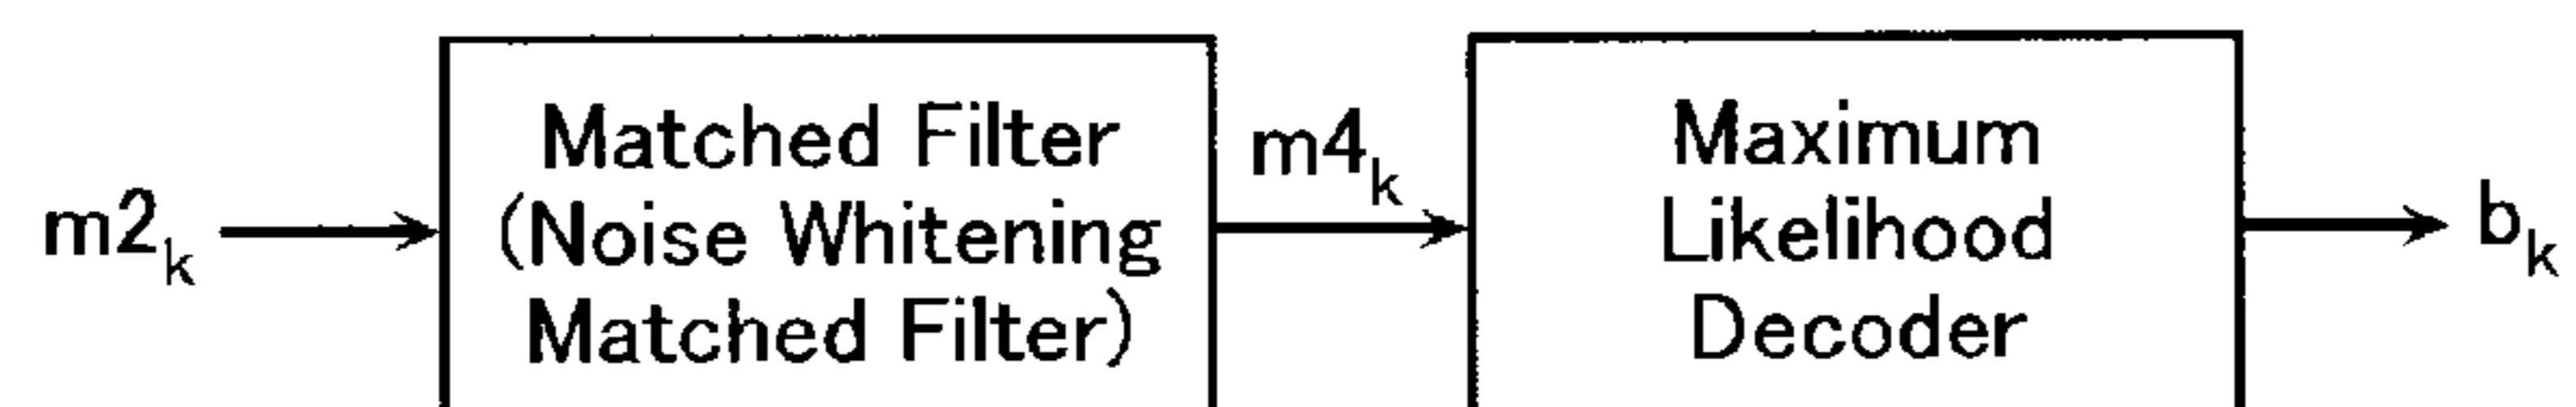 m2k
Matched Filter
(Noise Whitening
Matched Filter)
m4k
Maximum
Likelihood
Decoder
bk